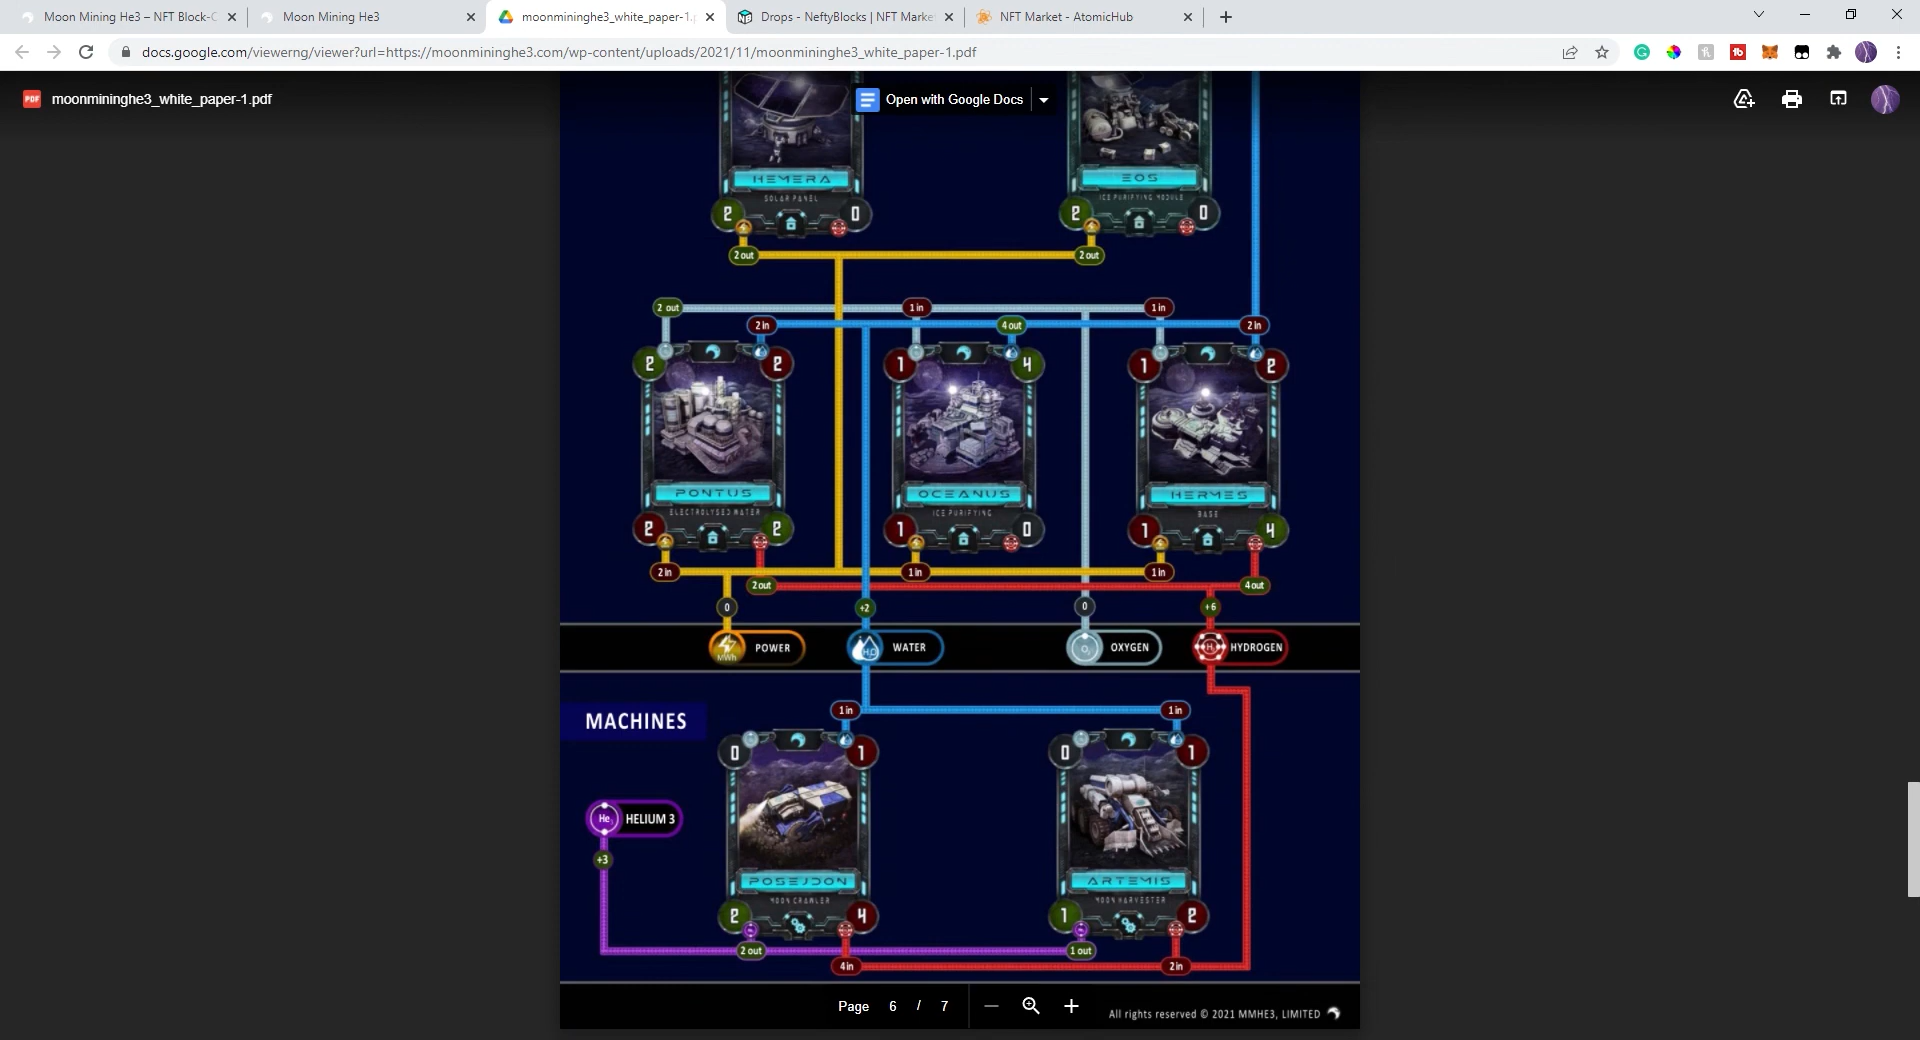 Moon Mining He3 – NFT Block-C
Moon Mining He3
moonmininghe3_white_paper-1.p
Drops - NeftyBlocks | NFT Marke
NFT Market - AtomicHub
docs.google.com/viewerng/viewer?url=https://moonmininghe3.com/wp-content/uploads/2021/11/moonmininghe3_white_paper-1.pdf
PDF moonmininghe3_white_paper-1.pdf
Open with Google Docs
HEMERA
EOS
SOLAR PANEL
ICE PURIFYING MODULE
2 0 2 0
2 out 2 out
2 out 1 in 1 in
2 in 4 out 2 in
2 2 1 4 1 2
PONTUS OCEANUS HERMES
ELECTROLYSED WATER ICE PURIFYING BASE
2 2 1 0 1 4
2 in 1 in 1 in
2 out 4 out
0 +2 0 +6
MWh POWER H₂O WATER O₂ OXYGEN H₂ HYDROGEN
MACHINES
1 in 1 in
0 1 0 1
He₃ HELIUM 3
+3
POSEJDON ARTEMIS
MOON CRAWLER MOON HARVESTER
2 4 1 2
2 out 1 out
4 in 2 in
Page 6 / 7
All rights reserved © 2021 MMHE3, LIMITED